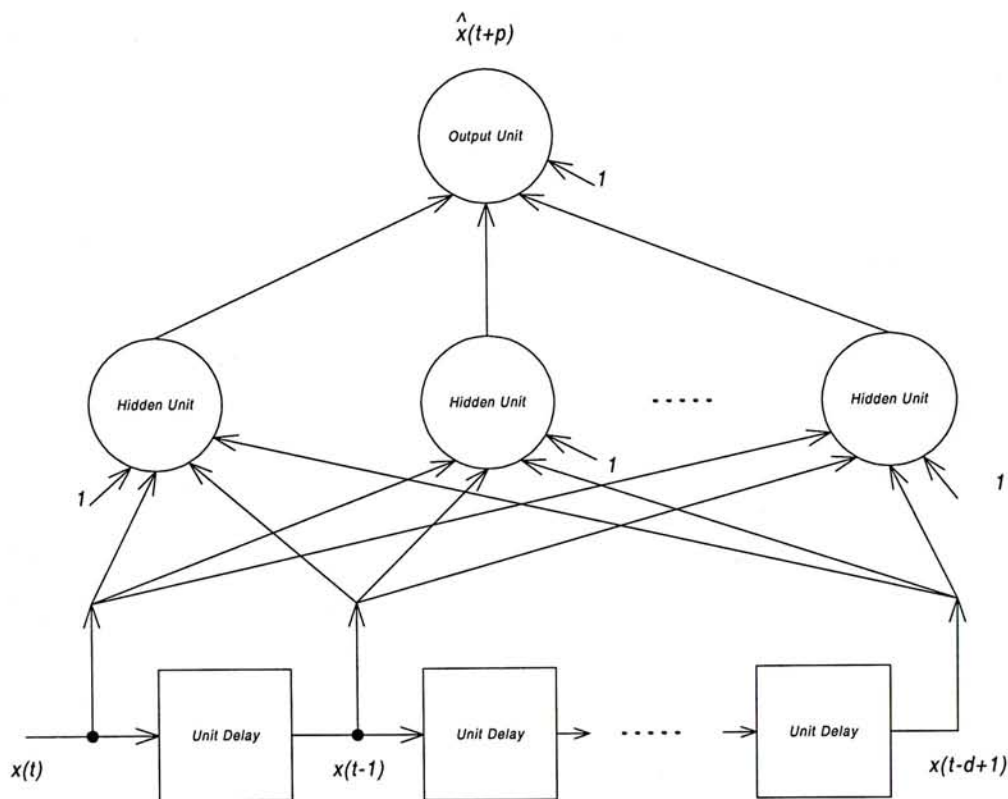 x̂(t+p)
Output Unit
1
Hidden Unit
Hidden Unit
.....
Hidden Unit
1
1
1
Unit Delay
Unit Delay
.....
Unit Delay
x(t)
x(t-1)
x(t-d+1)